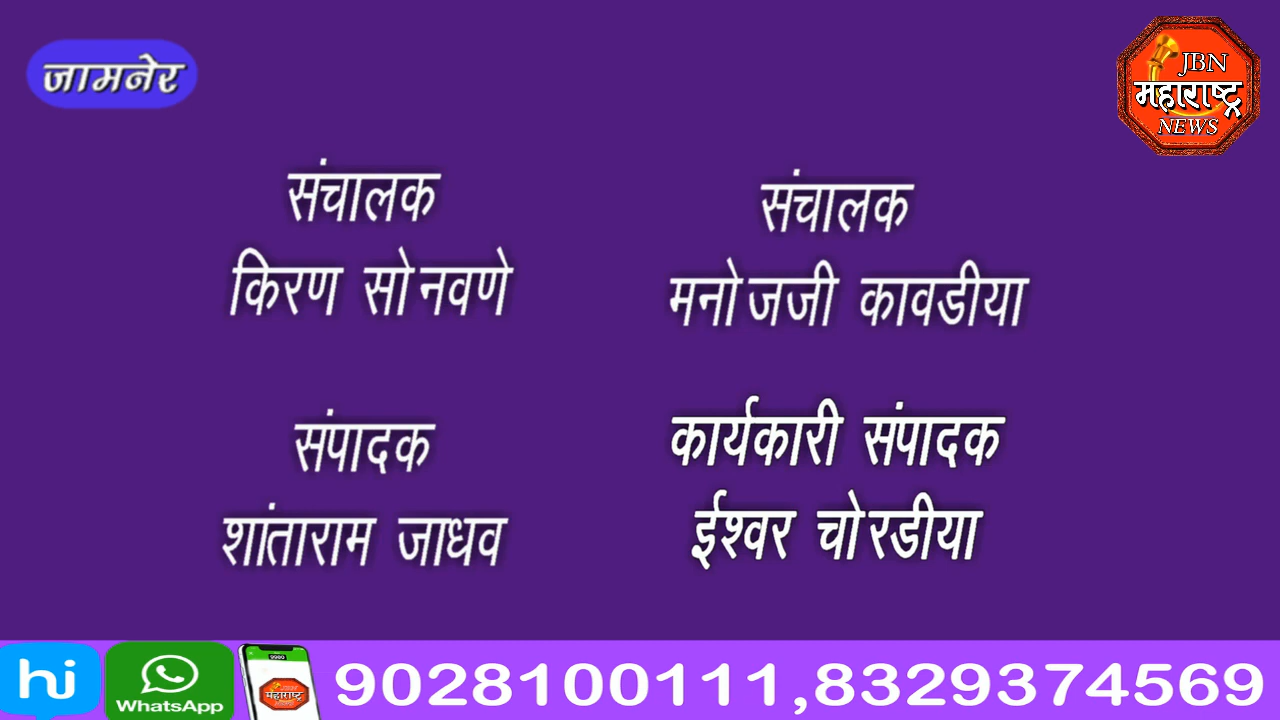 जामनेर
JBN
महाराष्ट्र
NEWS
संचालक
किरण सोनवणे
संचालक
मनोजजी कावडीया
संपादक
शांताराम जाधव
कार्यकारी संपादक
ईश्वर चोरडीया
hi
WhatsApp
महाराष्ट्र
9028100111,8329374569